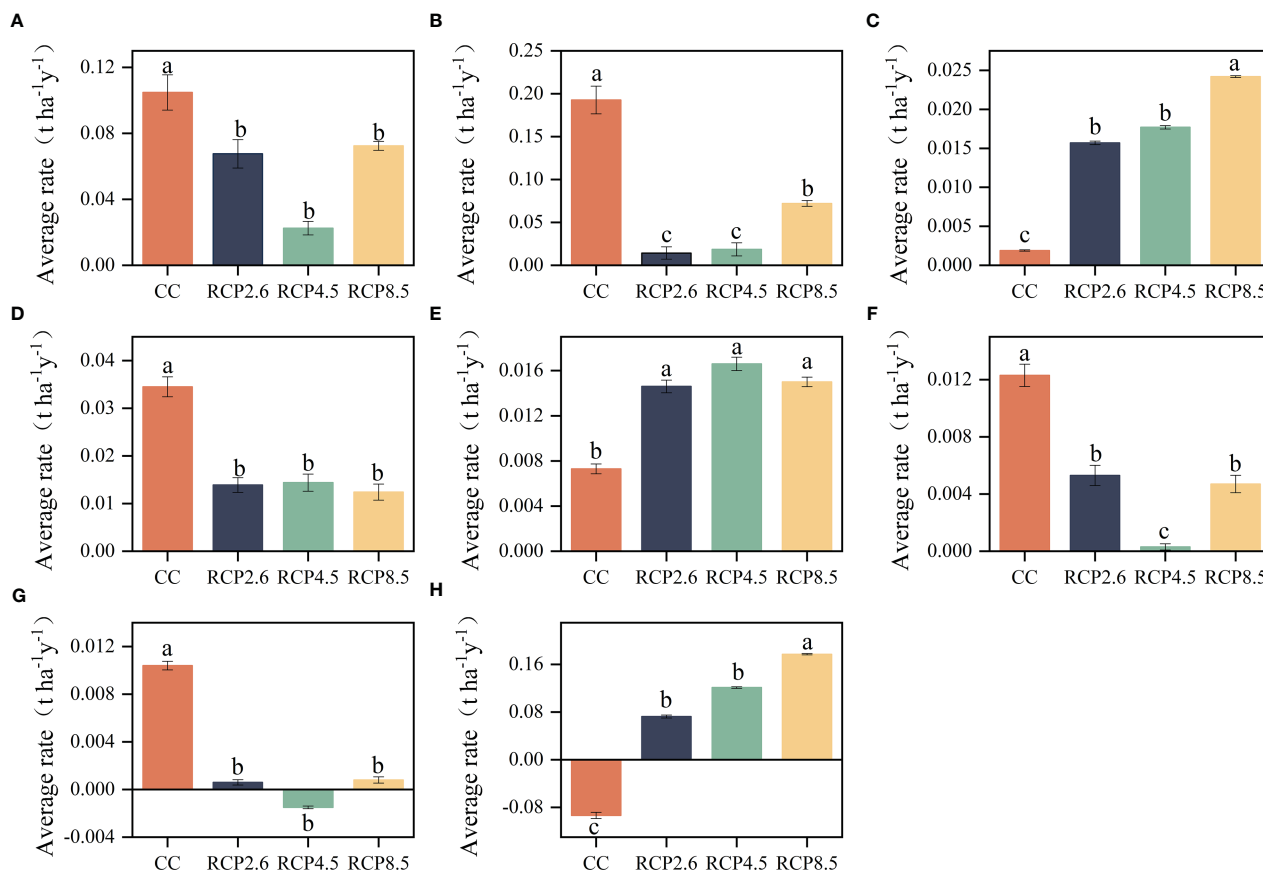 A
Average rate（t ha⁻¹y⁻¹）
0.12
0.08
0.04
0.00
a
b
b
b
CC RCP2.6 RCP4.5 RCP8.5
B
Average rate（t ha⁻¹y⁻¹）
0.25
0.20
0.15
0.10
0.05
0.00
a
c
c
b
CC RCP2.6 RCP4.5 RCP8.5
C
Average rate（t ha⁻¹y⁻¹）
0.025
0.020
0.015
0.010
0.005
0.000
c
b
b
a
CC RCP2.6 RCP4.5 RCP8.5
D
Average rate（t ha⁻¹y⁻¹）
0.04
0.03
0.02
0.01
0.00
a
b
b
b
CC RCP2.6 RCP4.5 RCP8.5
E
Average rate（t ha⁻¹y⁻¹）
0.016
0.012
0.008
0.004
0.000
b
a
a
a
CC RCP2.6 RCP4.5 RCP8.5
F
Average rate（t ha⁻¹y⁻¹）
0.012
0.008
0.004
0.000
a
b
c
b
CC RCP2.6 RCP4.5 RCP8.5
G
Average rate（t ha⁻¹y⁻¹）
0.012
0.008
0.004
0.000
-0.004
a
b
b
b
CC RCP2.6 RCP4.5 RCP8.5
H
Average rate（t ha⁻¹y⁻¹）
0.16
0.08
0.00
-0.08
c
b
b
a
CC RCP2.6 RCP4.5 RCP8.5